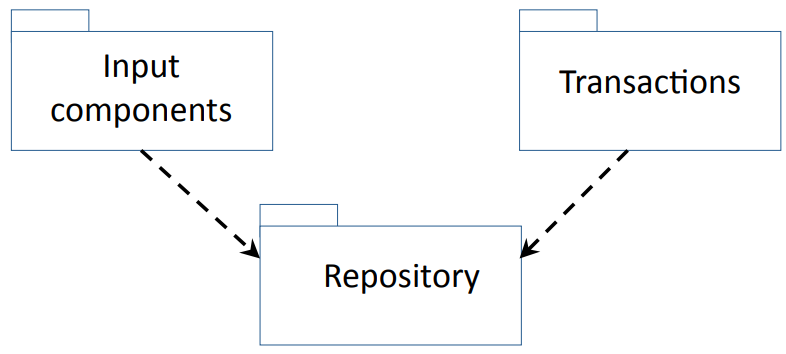 Input
components
Transactions
Repository